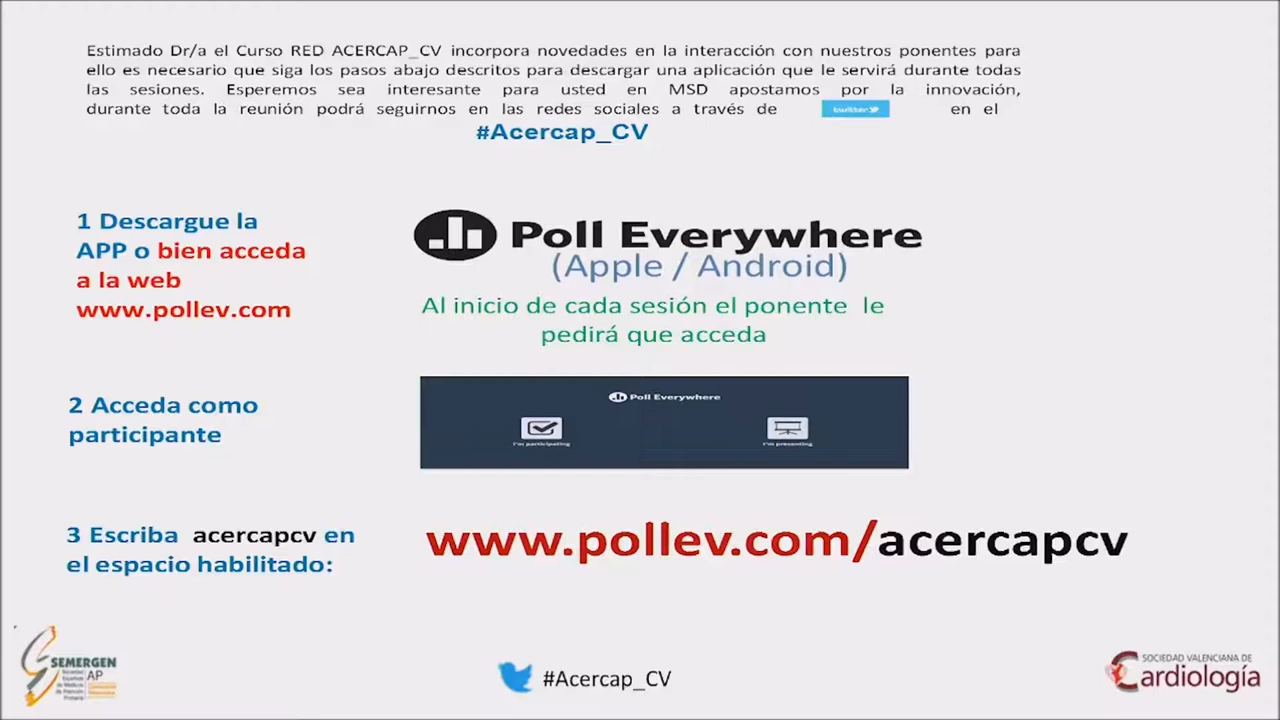 Estimado Dr/a el Curso RED ACERCAP_CV incorpora novedades en la interacción con nuestros ponentes para
ello es necesario que siga los pasos abajo descritos para descargar una aplicación que le servirá durante todas
las sesiones. Esperemos sea interesante para usted en MSD apostamos por la innovación,
durante toda la reunión podrá seguirnos en las redes sociales a través de twitter en el
#Acercap_CV
1 Descargue la
APP o bien acceda
a la web
www.pollev.com
Poll Everywhere
(Apple / Android)
Al inicio de cada sesión el ponente le
pedirá que acceda
2 Acceda como
participante
Poll Everywhere
I'm participating
I'm presenting
3 Escriba acercapcv en
el espacio habilitado:
www.pollev.com/acercapcv
SEMERGEN
AP
#Acercap_CV
SOCIEDAD VALENCIANA DE
Cardiología